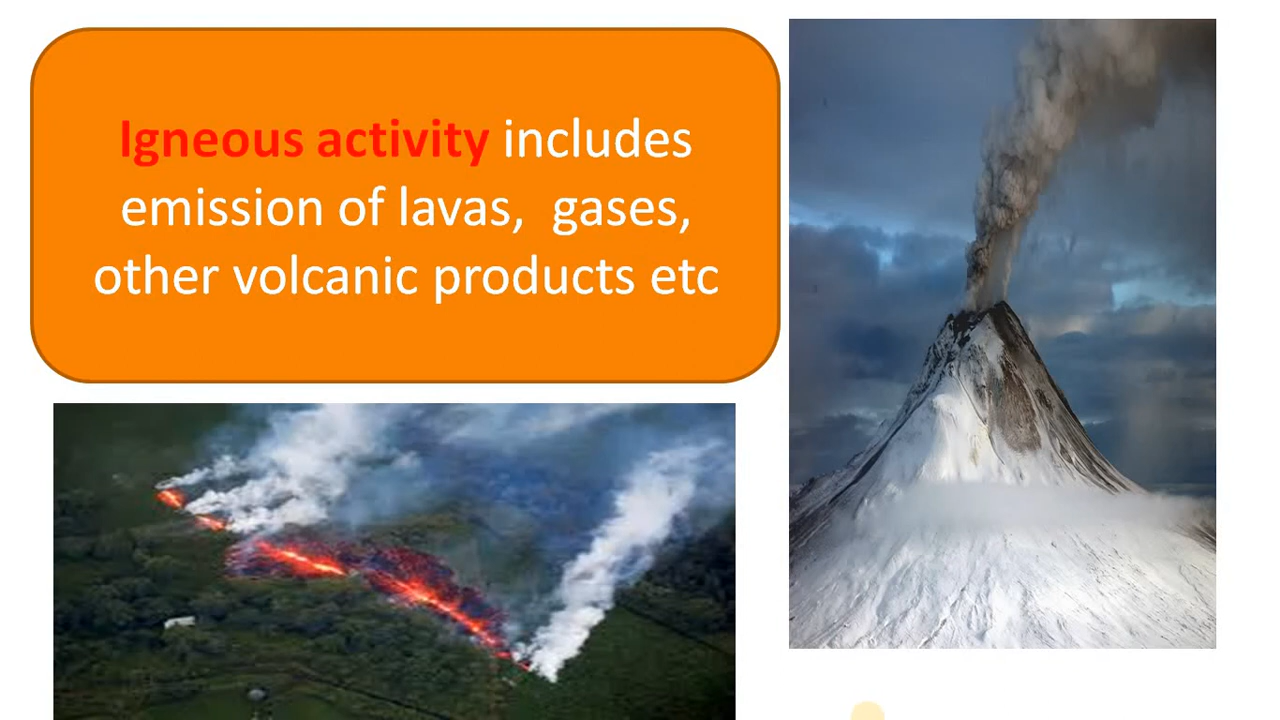 Igneous activity includes
emission of lavas,  gases,
other volcanic products etc